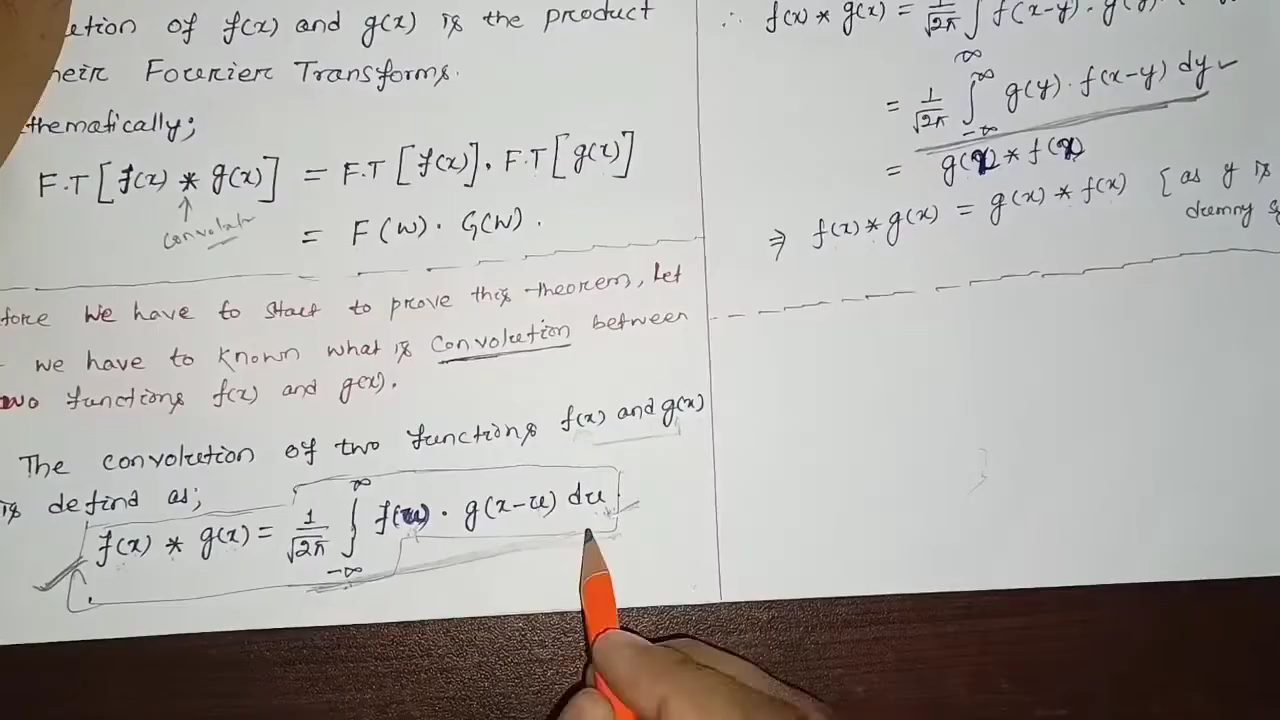 of f(x) and g(x) is the product
Fourier Transforms.
F.T [f(x) * g(x)] = F.T [f(x)] . F.T [g(x)]
= F(w) . G(w) .
We have to start to prove this theorem, Let
we have to known what is convolution between
functions f(x) and g(x).
The convolution of two functions f(x) and g(x)
is defind as;
f(x) * g(x) = 1/√2π ∫_{-∞}^{∞} f(u) . g(x-u) du
∴ f(x) * g(x) = 1/√2π ∫ f(x-y) . g(y)
∞
= 1/√2π ∫_{-∞}^{∞} g(y) . f(x-y) dy
= g(x) * f(x)
⇒ f(x) * g(x) = g(x) * f(x) [as y is
dummy